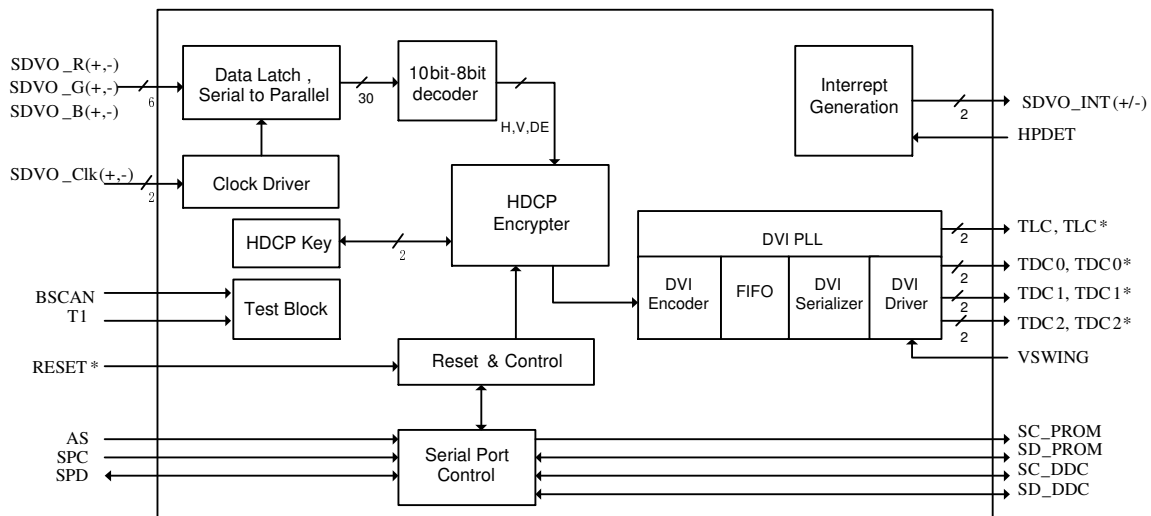 SDVO_R(+,-)
SDVO_G(+,-)
SDVO_B(+,-)
6
Data Latch ,
Serial to Parallel
30
10bit-8bit
decoder
H,V,DE
Interrept
Generation
2
SDVO_INT(+/-)
HPDET
SDVO_Clk(+,-)
2
Clock Driver
HDCP
Encrypter
HDCP Key
2
DVI PLL
DVI
Encoder
FIFO
DVI
Serializer
DVI
Driver
2
TLC, TLC*
2
TDC0, TDC0*
2
TDC1, TDC1*
2
TDC2, TDC2*
VSWING
BSCAN
T1
Test Block
RESET*
Reset & Control
AS
SPC
SPD
Serial Port
Control
SC_PROM
SD_PROM
SC_DDC
SD_DDC